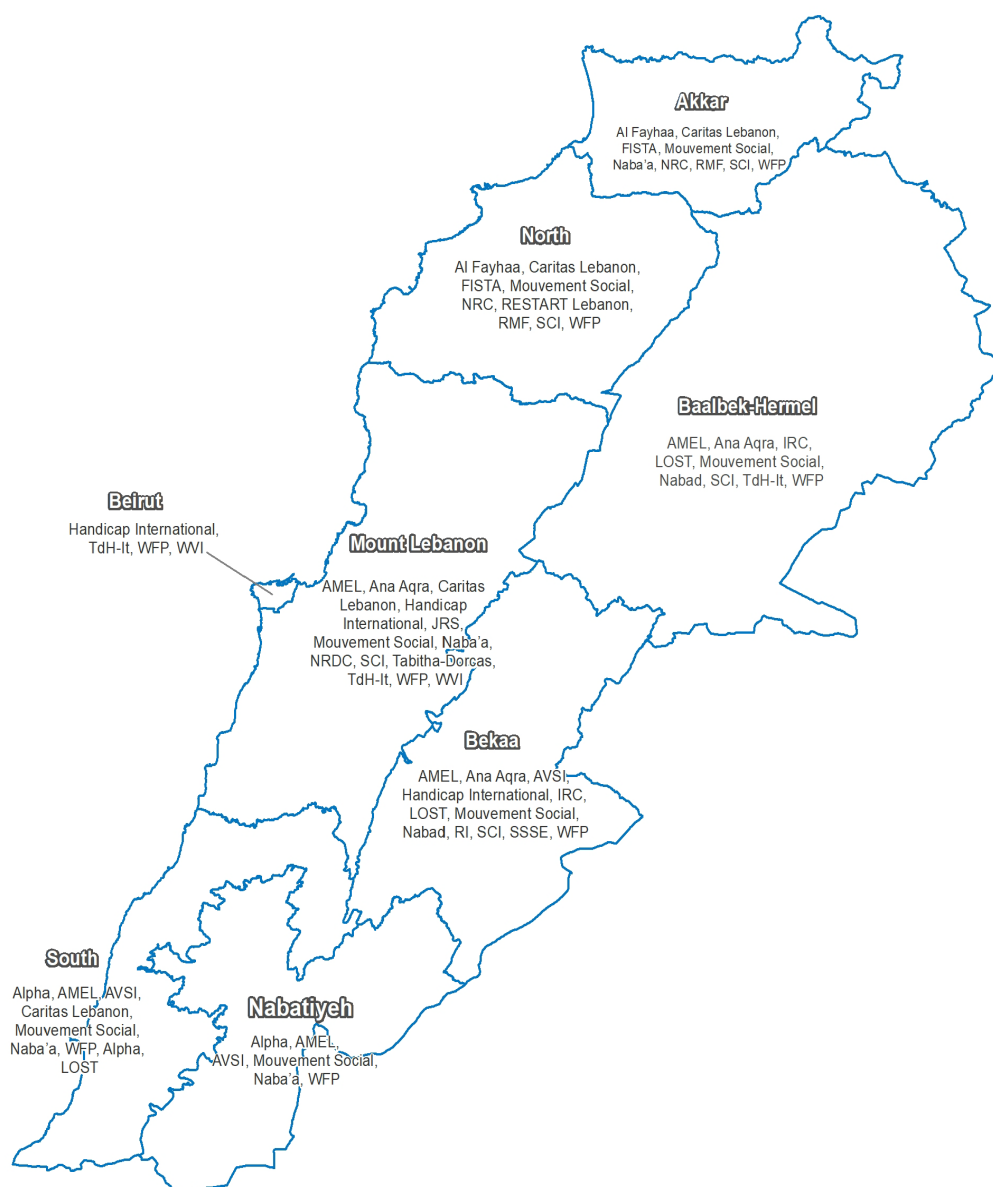 Akkar
Al Fayhaa, Caritas Lebanon,
FISTA, Mouvement Social,
Naba'a, NRC, RMF, SCI, WFP
North
Al Fayhaa, Caritas Lebanon,
FISTA, Mouvement Social,
NRC, RESTART Lebanon,
RMF, SCI, WFP
Baalbek-Hermel
AMEL, Ana Aqra, IRC,
LOST, Mouvement Social,
Nabad, SCI, TdH-It, WFP
Beirut
Handicap International,
TdH-It, WFP, WVI
Mount Lebanon
AMEL, Ana Aqra, Caritas
Lebanon, Handicap
International, JRS,
Mouvement Social, Naba'a,
NRDC, SCI, Tabitha-Dorcas,
TdH-It, WFP, WVI
Bekaa
AMEL, Ana Aqra, AVSI,
Handicap International, IRC,
LOST, Mouvement Social,
Nabad, RI, SCI, SSSE, WFP
South
Alpha, AMEL, AVSI,
Caritas Lebanon,
Mouvement Social,
Naba'a, WFP, Alpha,
LOST
Nabatiyeh
Alpha, AMEL,
AVSI, Mouvement Social,
Naba'a, WFP